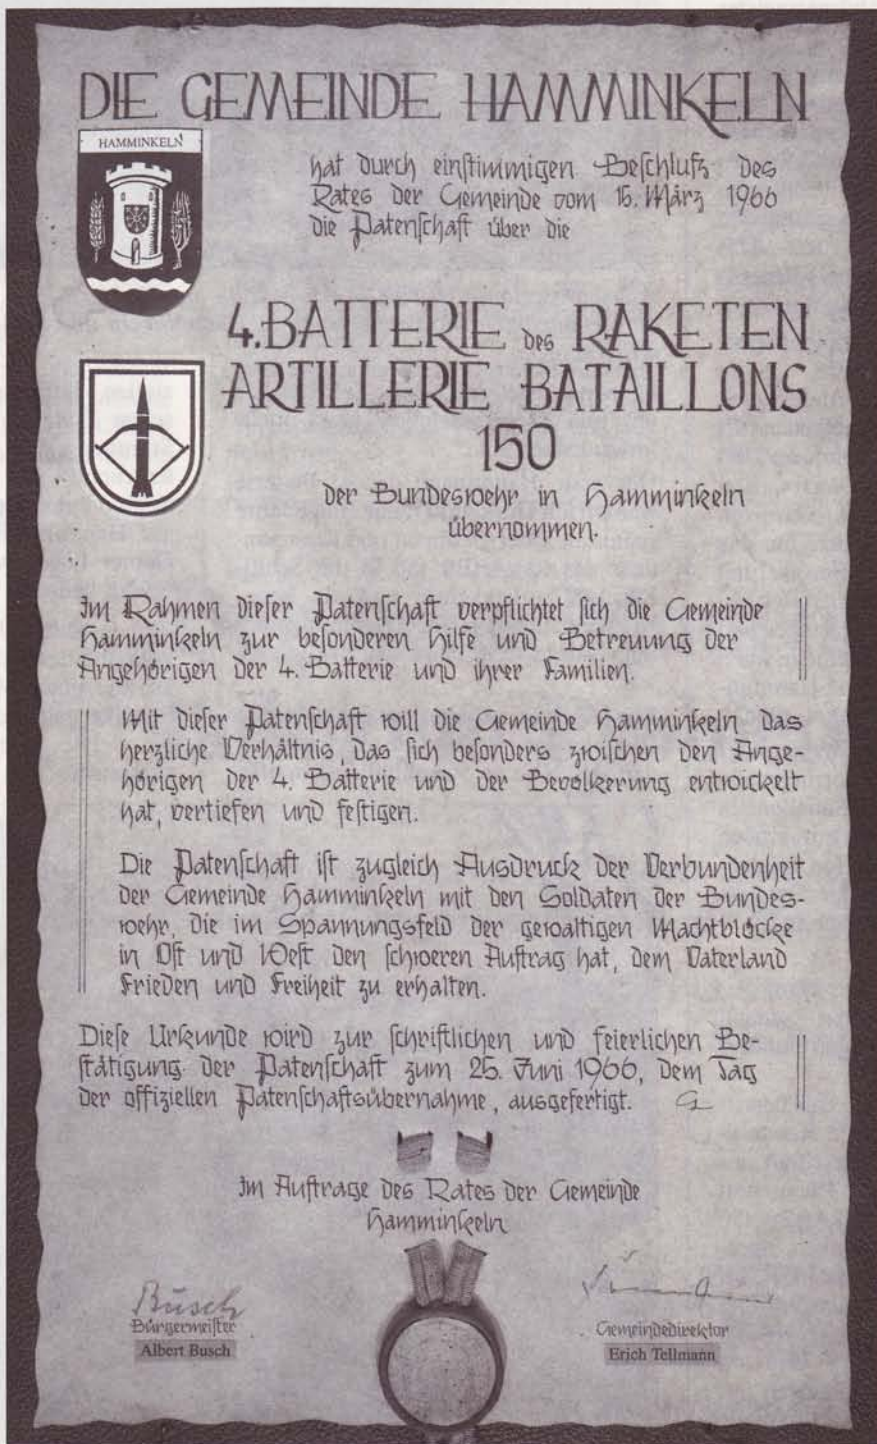 DIE GEMEINDE HAMMINKELN
HAMMINKELN
hat durch einstimmigen Beschluß des
Rates der Gemeinde vom 15. März 1966
die Patenschaft über die
4. BATTERIE des RAKETEN
ARTILLERIE BATAILLONS
150
der Bundeswehr in Hamminkeln
übernommen.
Im Rahmen dieser Patenschaft verpflichtet sich die Gemeinde
Hamminkeln zur besonderen Hilfe und Betreuung der
Angehörigen der 4. Batterie und ihrer Familien.
Mit dieser Patenschaft will die Gemeinde Hamminkeln das
herzliche Verhältnis, das sich besonders zwischen den Ange-
hörigen der 4. Batterie und der Bevölkerung entwickelt
hat, vertiefen und festigen.
Die Patenschaft ist zugleich Ausdruck der Verbundenheit
der Gemeinde Hamminkeln mit den Soldaten der Bundes-
wehr, die im Spannungsfeld der gewaltigen Machtblöcke
in Ost und West den schweren Auftrag hat, dem Vaterland
Frieden und Freiheit zu erhalten.
Diese Urkunde wird zur schriftlichen und feierlichen Be-
stätigung der Patenschaft zum 25. Juni 1966, dem Tag
der offiziellen Patenschaftsübernahme, ausgefertigt.
Im Auftrage des Rates der Gemeinde
Hamminkeln
Busch
Bürgermeister
Albert Busch
Gemeindedirektor
Erich Tellmann